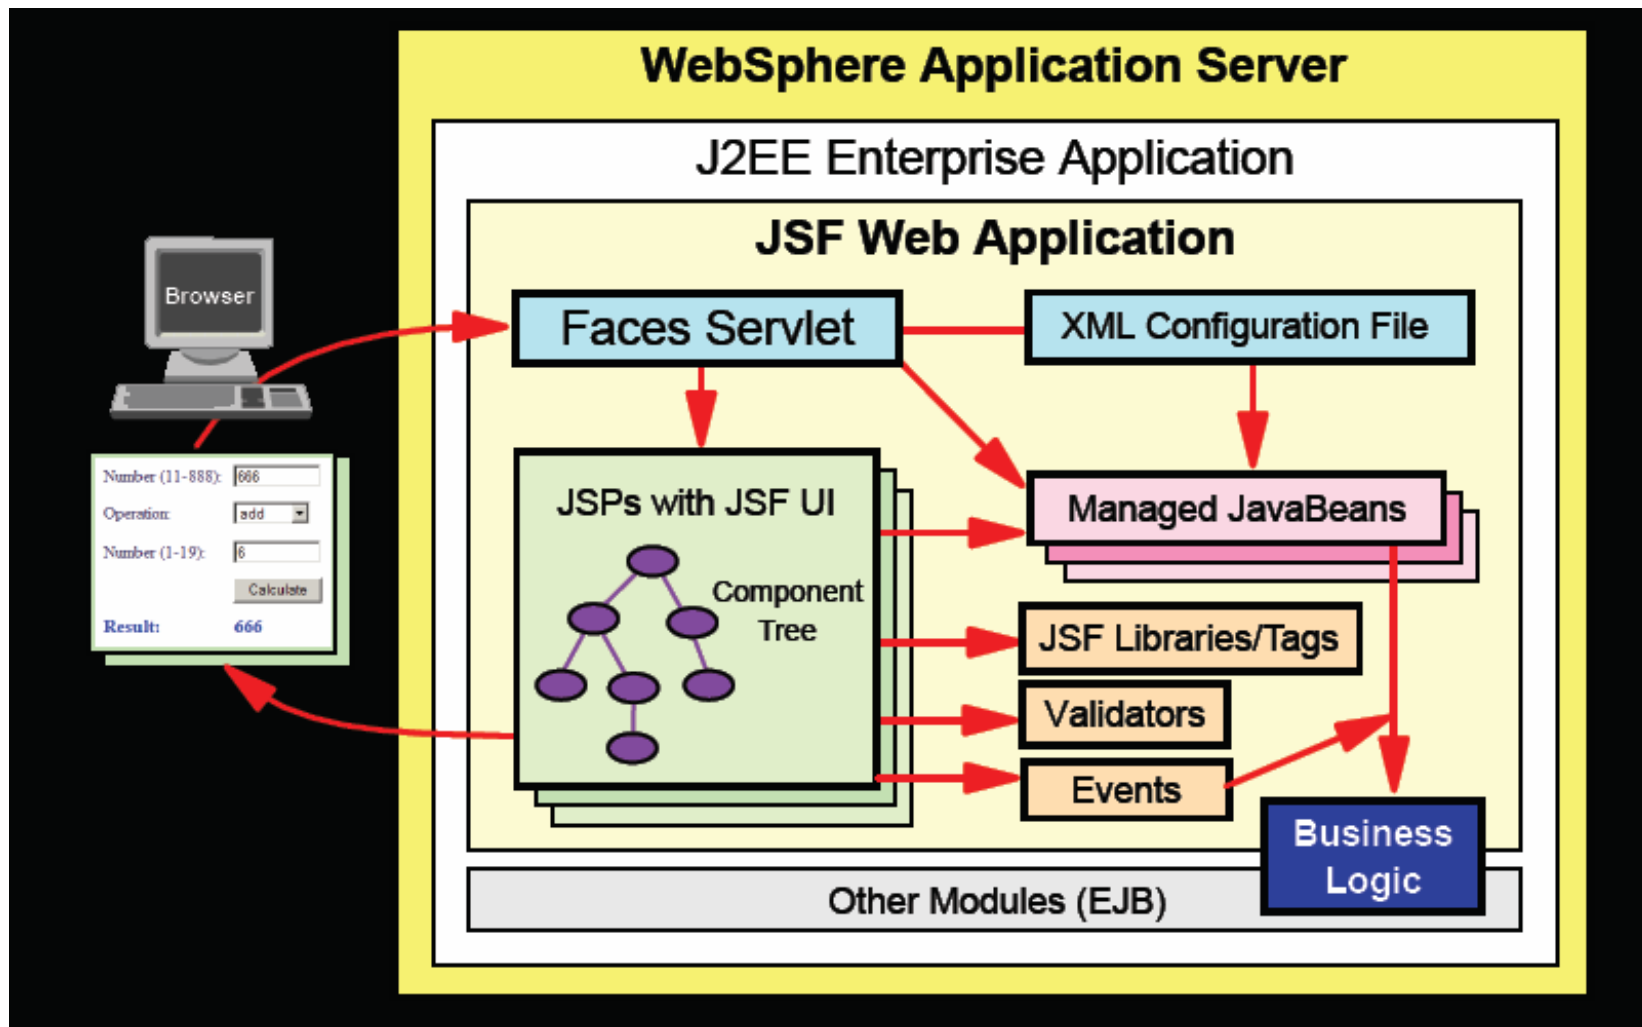 WebSphere Application Server
J2EE Enterprise Application
JSF Web Application
Browser
Faces Servlet
XML Configuration File
Number (11-888): 666
Operation: add
Number (1-19): 6
Calculate
Result: 666
JSPs with JSF UI
Component
Tree
Managed JavaBeans
JSF Libraries/Tags
Validators
Events
Business
Logic
Other Modules (EJB)